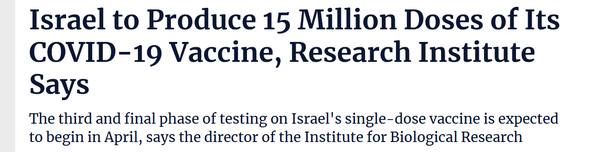 Israel to Produce 15 Million Doses of Its
COVID-19 Vaccine, Research Institute
Says
The third and final phase of testing on Israel's single-dose vaccine is expected
to begin in April, says the director of the Institute for Biological Research